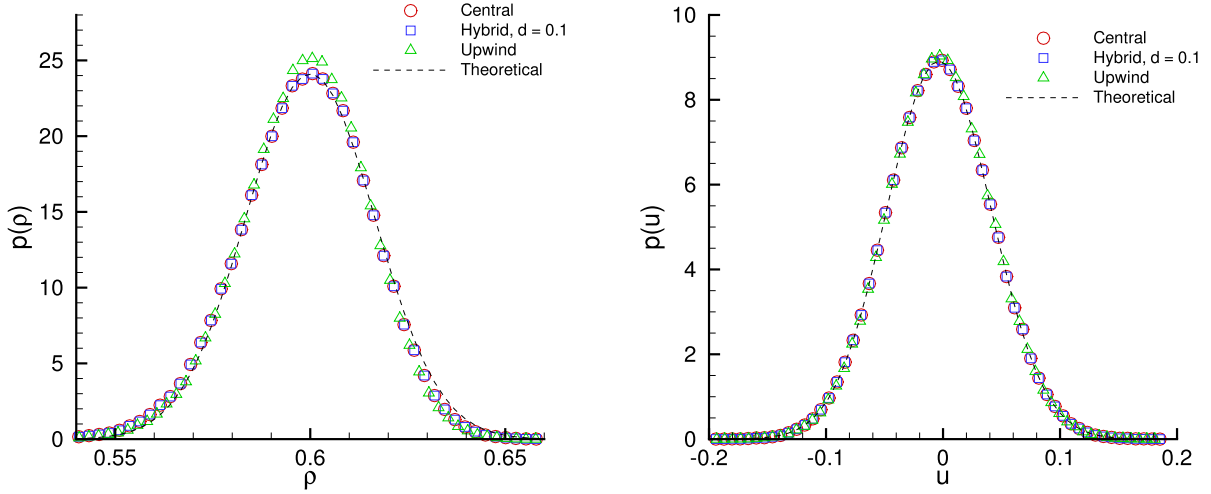 Central
Hybrid, d = 0.1
Upwind
Theoretical
25
20
15
10
5
0
0.55
0.6
0.65
p(ρ)
ρ
Central
Hybrid, d = 0.1
Upwind
Theoretical
10
8
6
4
2
0
-0.2
-0.1
0
0.1
0.2
p(u)
u